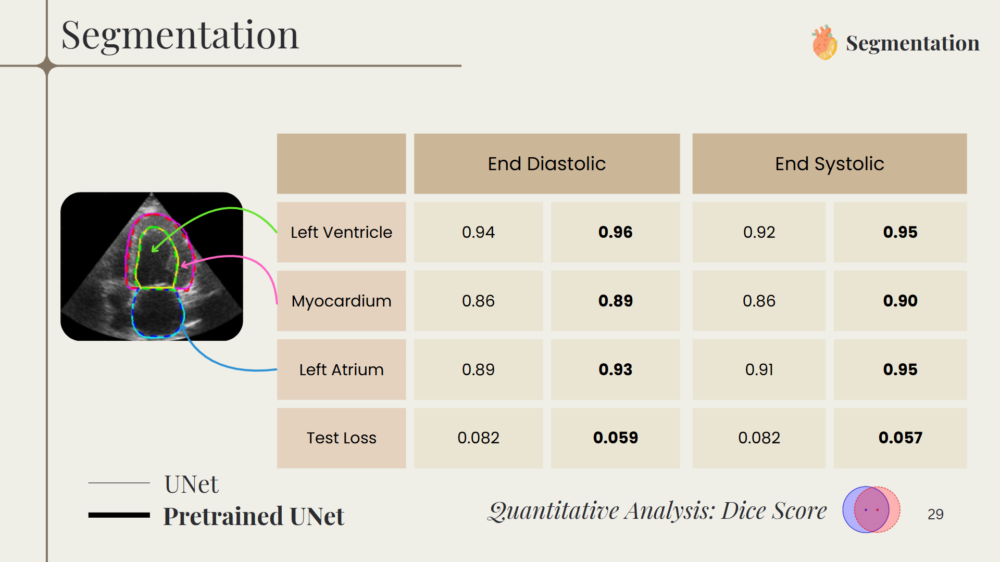 Segmentation
Segmentation
End Diastolic End Systolic
Left Ventricle 0.94 0.96 0.92 0.95
Myocardium 0.86 0.89 0.86 0.90
Left Atrium 0.89 0.93 0.91 0.95
Test Loss 0.082 0.059 0.082 0.057
UNet
Pretrained UNet
Quantitative Analysis: Dice Score
29